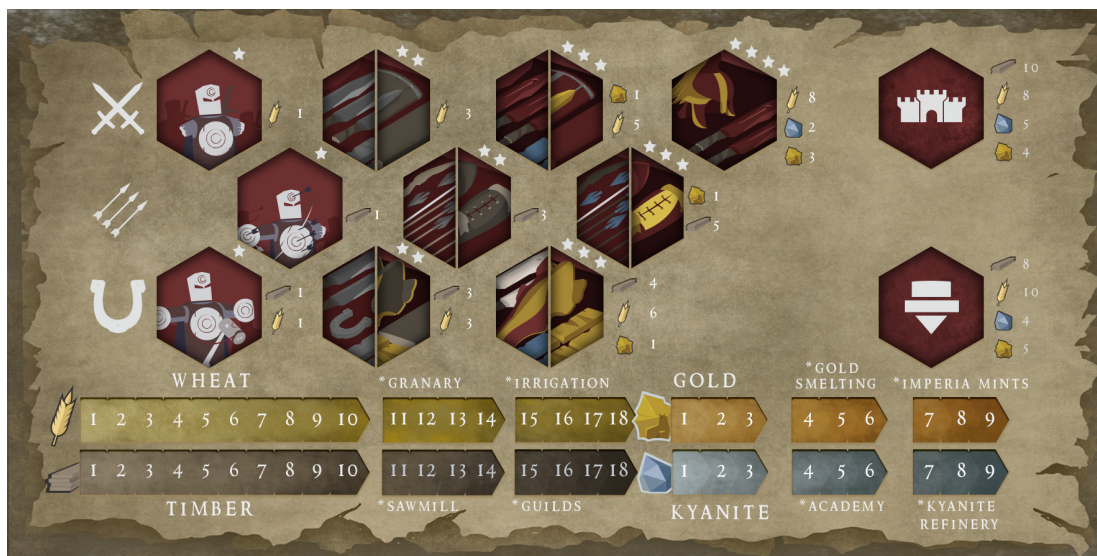 1
3
1
5
8
2
3
10
8
5
4
1
3
1
5
1
1
3
3
4
6
1
8
10
4
5
WHEAT
*GRANARY
*IRRIGATION
GOLD
*GOLD
SMELTING
*IMPERIA MINTS
1 2 3 4 5 6 7 8 9 10
11 12 13 14
15 16 17 18
1 2 3
4 5 6
7 8 9
1 2 3 4 5 6 7 8 9 10
11 12 13 14
15 16 17 18
1 2 3
4 5 6
7 8 9
TIMBER
*SAWMILL
*GUILDS
KYANITE
*ACADEMY
*KYANITE
REFINERY